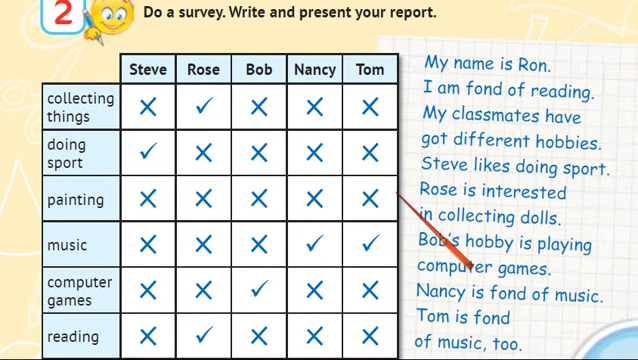 2
Do a survey. Write and present your report.
Steve Rose Bob Nancy Tom
collecting
things
doing
sport
painting
music
computer
games
reading
My name is Ron.
I am fond of reading.
My classmates have
got different hobbies.
Steve likes doing sport.
Rose is interested
in collecting dolls.
Bob's hobby is playing
computer games.
Nancy is fond of music.
Tom is fond
of music, too.